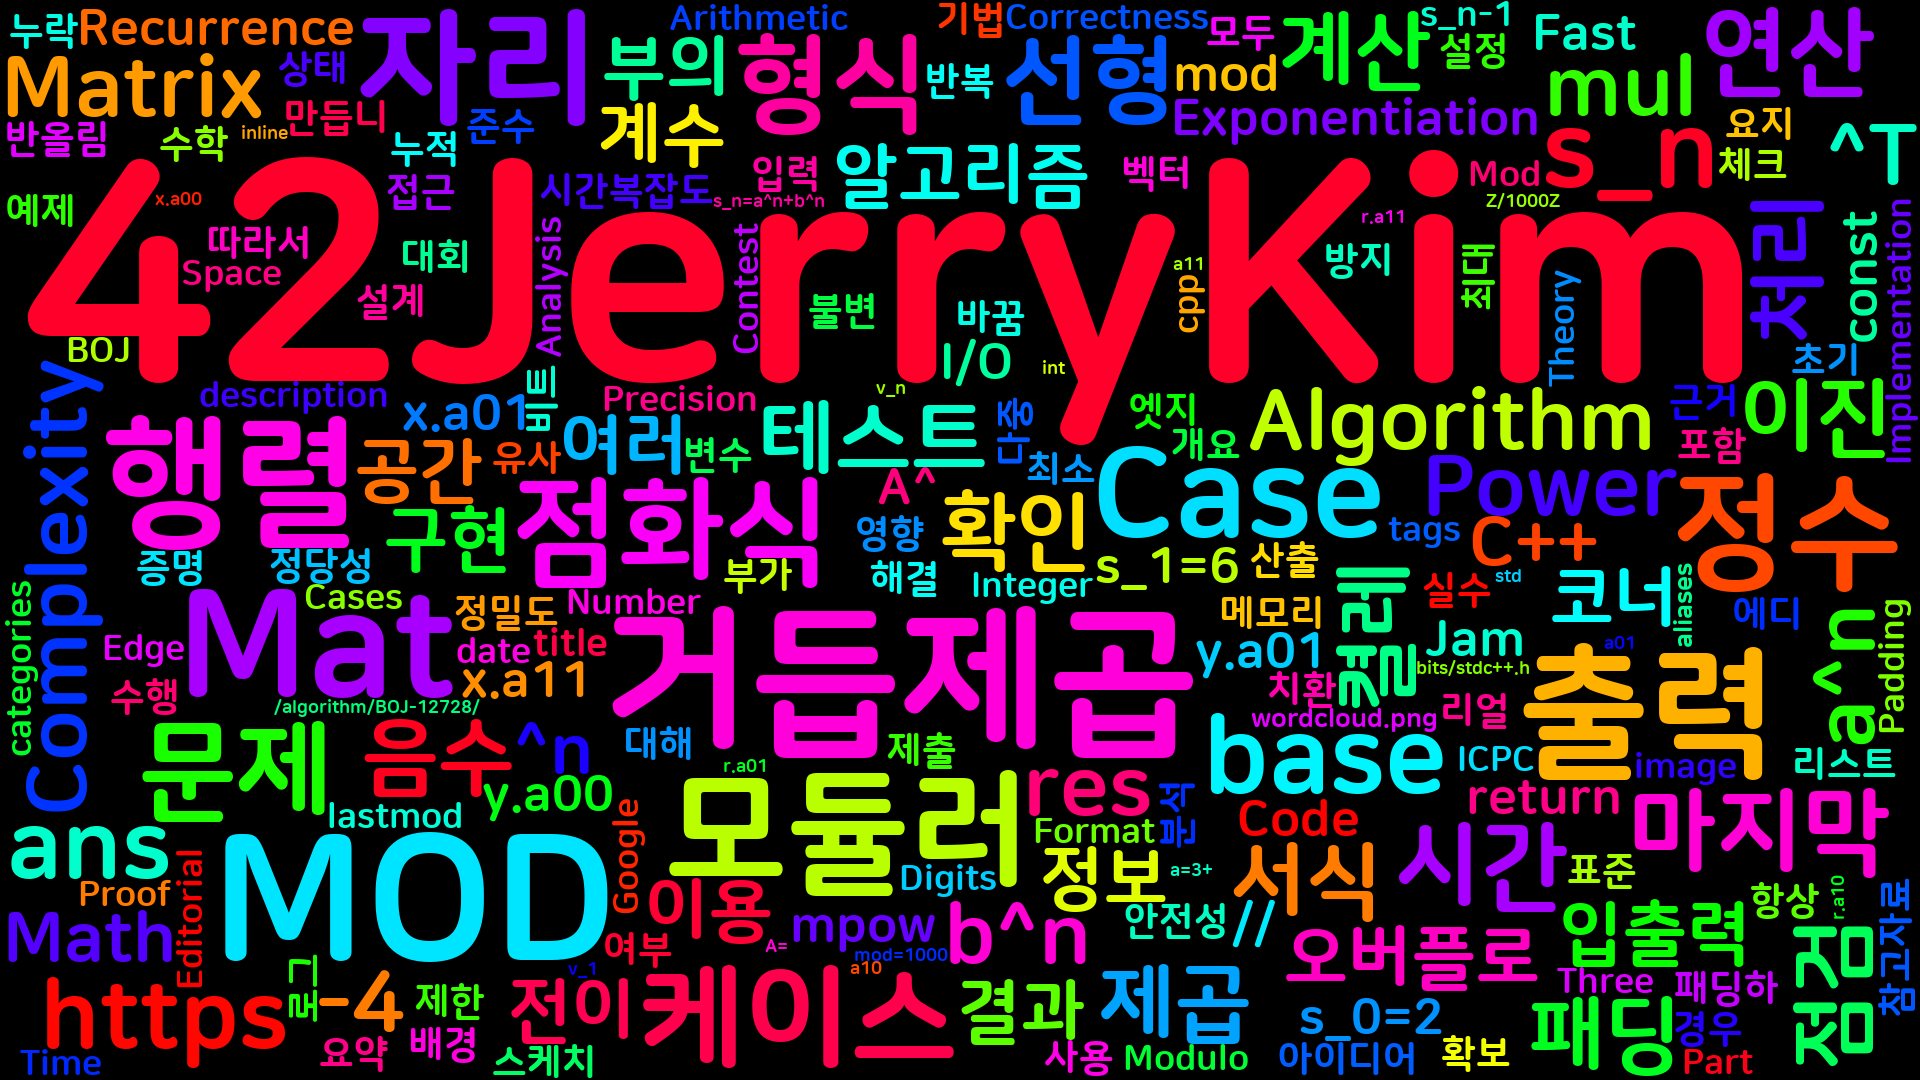 누락
Recurrence
자리
부의
형식
Arithmetic
기법
Correctness
모두
계산
s_n-1
설정
Fast
연산
Matrix
상태
만듭니
반복
선형
mod
mul
반올림
수학
inline
누적
준수
계수
알고리즘
입력
벡터
Exponentiation
s_n
요지
체크
^T
예제
x.a00
접근
시간복잡도
s_n=a^n+b^n
Mod
Z/1000Z
42JerryKim
따라서
Space
대회
설계
Analysis
Contest
불변
바꿈
I/O
int
a11
cpp
r.a11
방지
최대
Theory
처리
const
Implementation
BOJ
description
비트
Precision
v_n
다중
엣지
개요
초기
Complexity
행렬
x.a01
공간
유사
여러
변수
테스트
최소
Algorithm
근거
포함
이진
구현
점화식
A^
영향
확인
Case
Power
tags
C++
정수
증명
정당성
부가
해결
s_1=6
산출
categories
Cases
정밀도
Number
Integer
메모리
쿨레
실수
std
코너
aliases
에디
a^n
Padding
Edge
Mat
date
title
x.a11
거듭제곱
y.a01
Jam
bits/stdc++.h
a01
수행
/algorithm/BOJ-12728/
치환
wordcloud.png
리얼
출력
문제
음수
^n
대해
제출
base
ICPC
image
리스트
y.a00
r.a01
lastmod
모듈러
res
분석
return
마지막
ans
Google
Format
Code
Proof
Editorial
MOD
Digits
정보
a=3+
서식
시간
표준
항상
r.a10
참고자료
Math
이용
mpow
b^n
안전성
//
입출력
점검
여부
A=
mod=1000
오버플로
https
로그
-4
제한
전이
v_1
케이스
a10
결과
제곱
s_0=2
Three
패딩하
패딩
경우
Time
요약
배경
스케치
사용
Modulo
아이디어
확보
Part